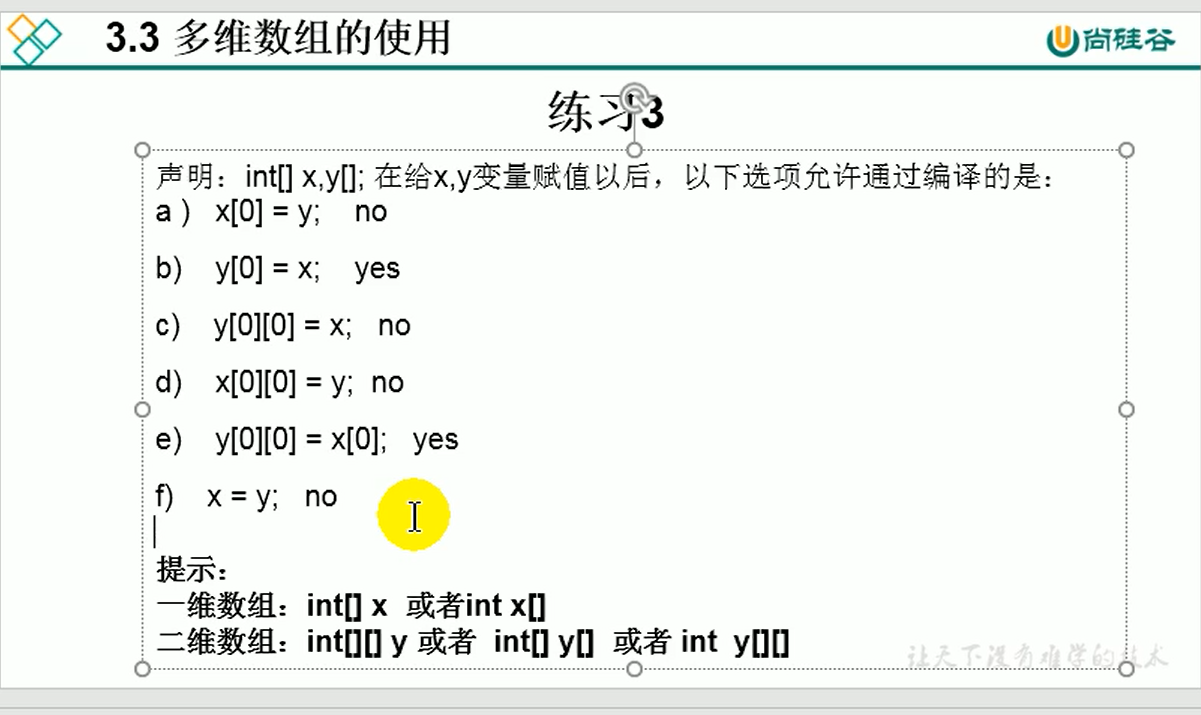 3.3 多维数组的使用
尚硅谷
练习3
声明：int[] x,y[]; 在给x,y变量赋值以后，以下选项允许通过编译的是：
a ) x[0] = y; no
b) y[0] = x; yes
c) y[0][0] = x; no
d) x[0][0] = y; no
e) y[0][0] = x[0]; yes
f) x = y; no
提示：
一维数组：int[] x 或者int x[]
二维数组：int[][] y 或者 int[] y[] 或者 int y[][]
让天下没有难学的技术